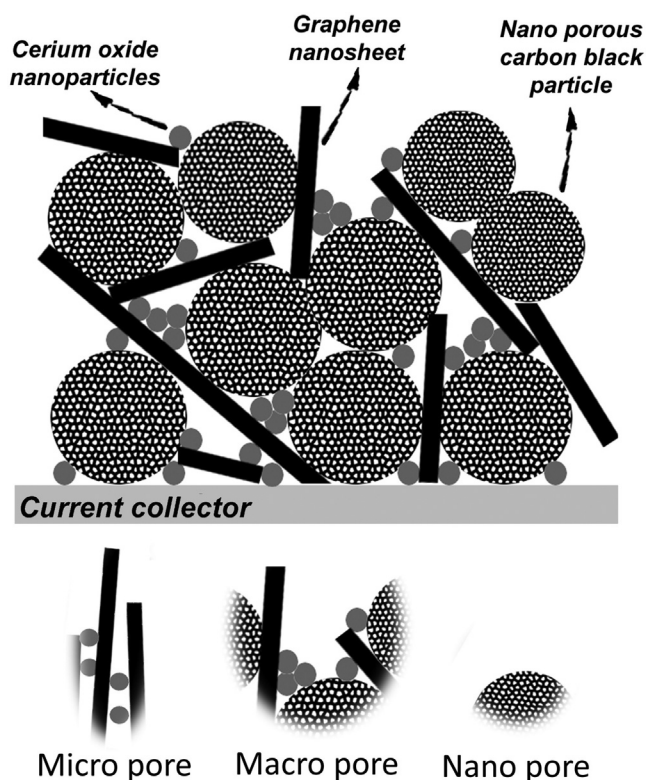 Cerium oxide
nanoparticles
Graphene
nanosheet
Nano porous
carbon black
particle
Current collector
Micro pore
Macro pore
Nano pore